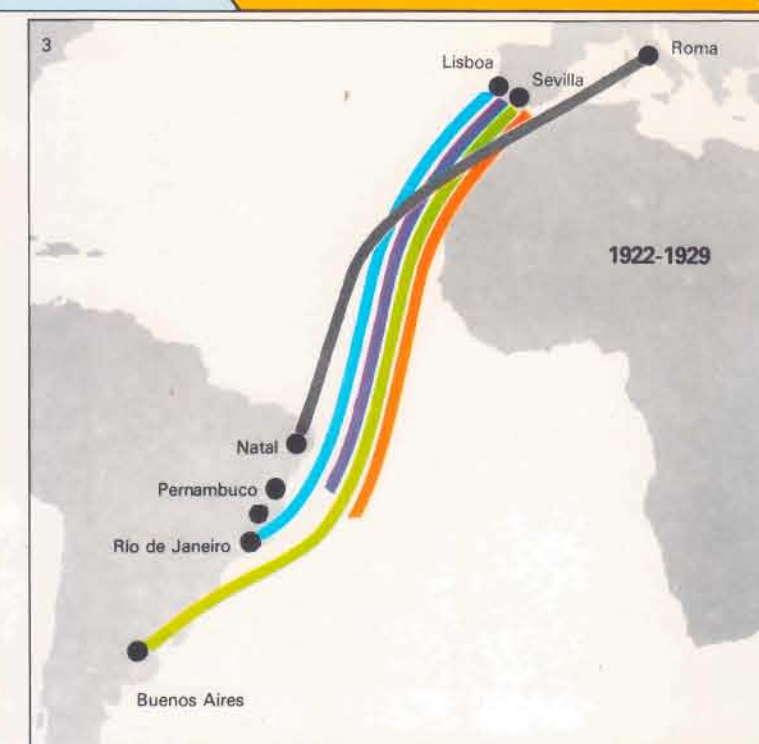 3
Lisboa
Sevilla
Roma
1922-1929
Natal
Pernambuco
Río de Janeiro
Buenos Aires